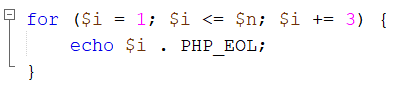 for ($i = 1; $i <= $n; $i += 3) {
    echo $i . PHP_EOL;
}